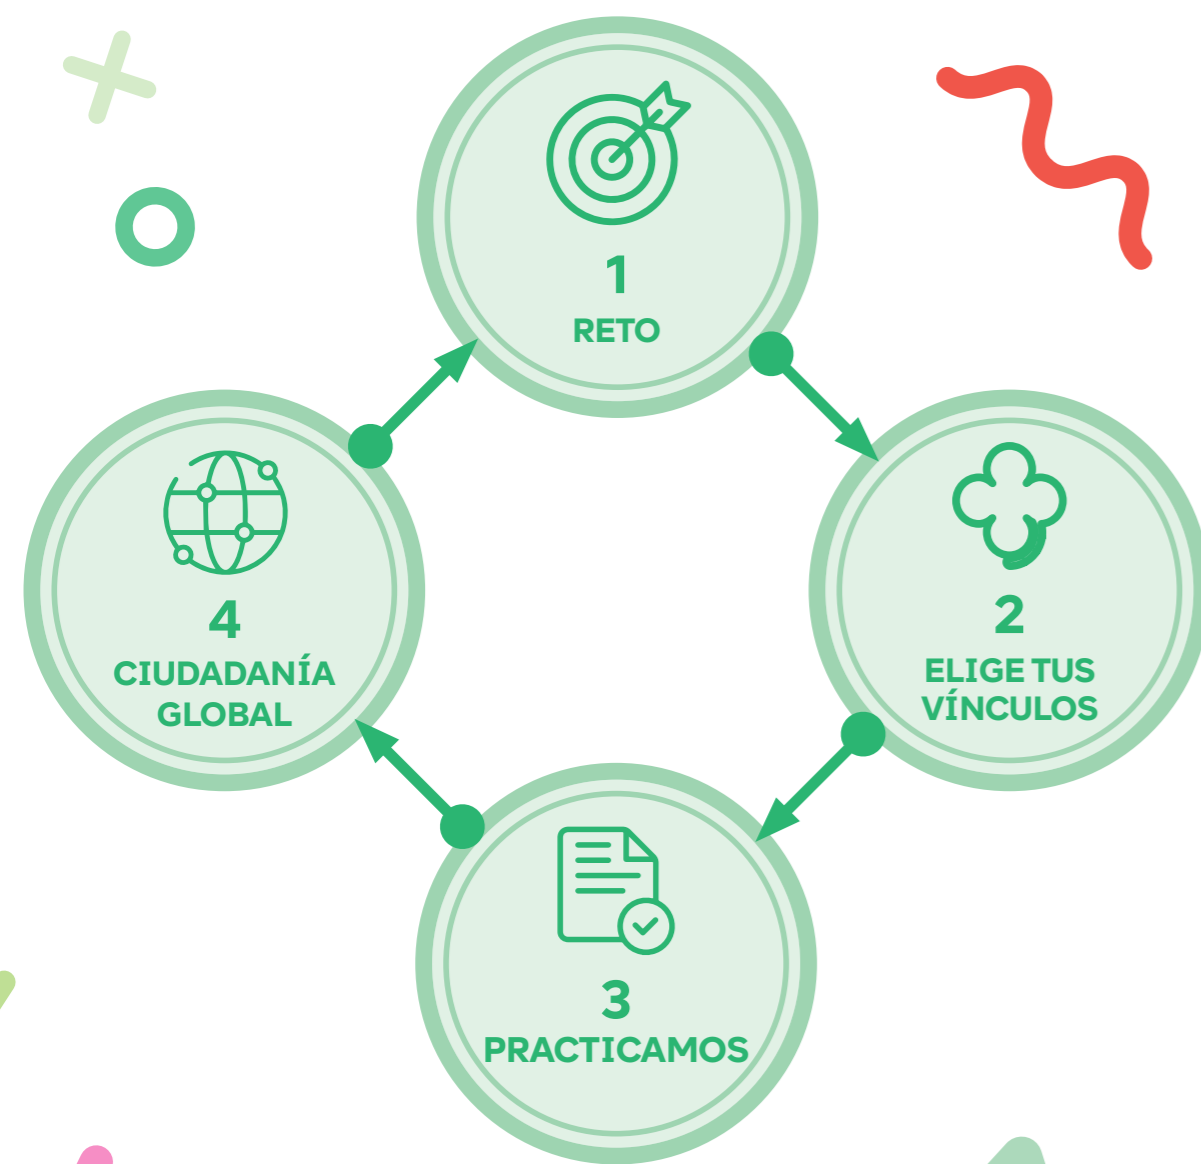 1
RETO
2
ELIGE TUS
VÍNCULOS
3
PRACTICAMOS
4
CIUDADANÍA
GLOBAL